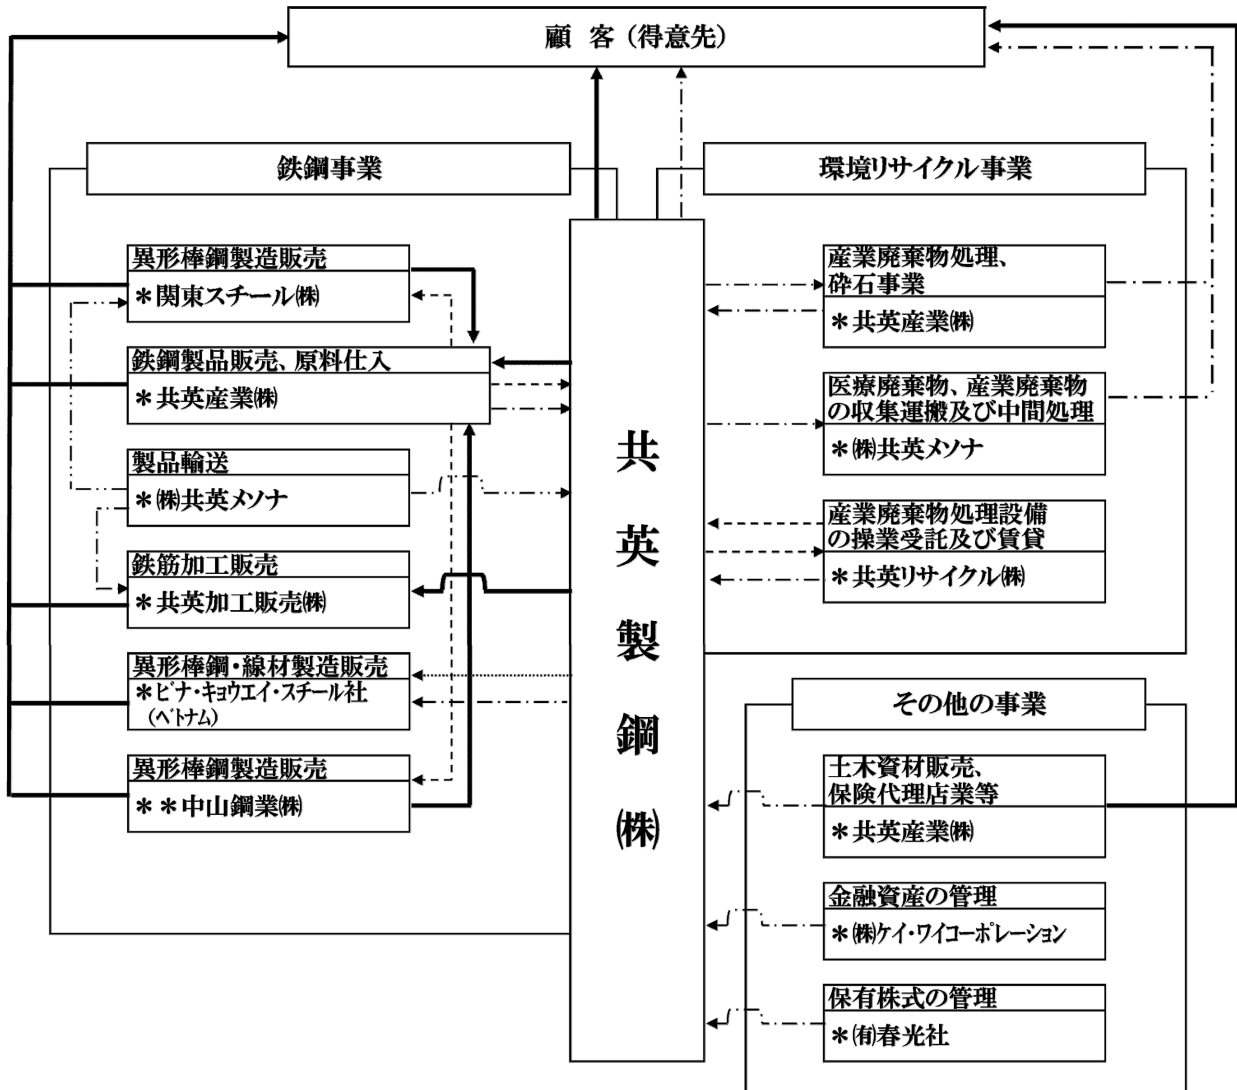 顧 客 (得意先)
鉄鋼事業
環境リサイクル事業
異形棒鋼製造販売
＊関東スチール㈱
鉄鋼製品販売、原料仕入
＊共英産業㈱
製品輸送
＊㈱共英メソナ
鉄筋加工販売
＊共英加工販売㈱
異形棒鋼・線材製造販売
＊ビナ・キョウエイ・スチール社
(ベトナム)
異形棒鋼製造販売
＊＊中山鋼業㈱
共
英
製
鋼
㈱
産業廃棄物処理、
砕石事業
＊共英産業㈱
医療廃棄物、産業廃棄物
の収集運搬及び中間処理
＊㈱共英メソナ
産業廃棄物処理設備
の操業受託及び賃貸
＊共英リサイクル㈱
その他の事業
土木資材販売、
保険代理店業等
＊共英産業㈱
金融資産の管理
＊㈱ケイ・ワイコーポレーション
保有株式の管理
＊㈲春光社